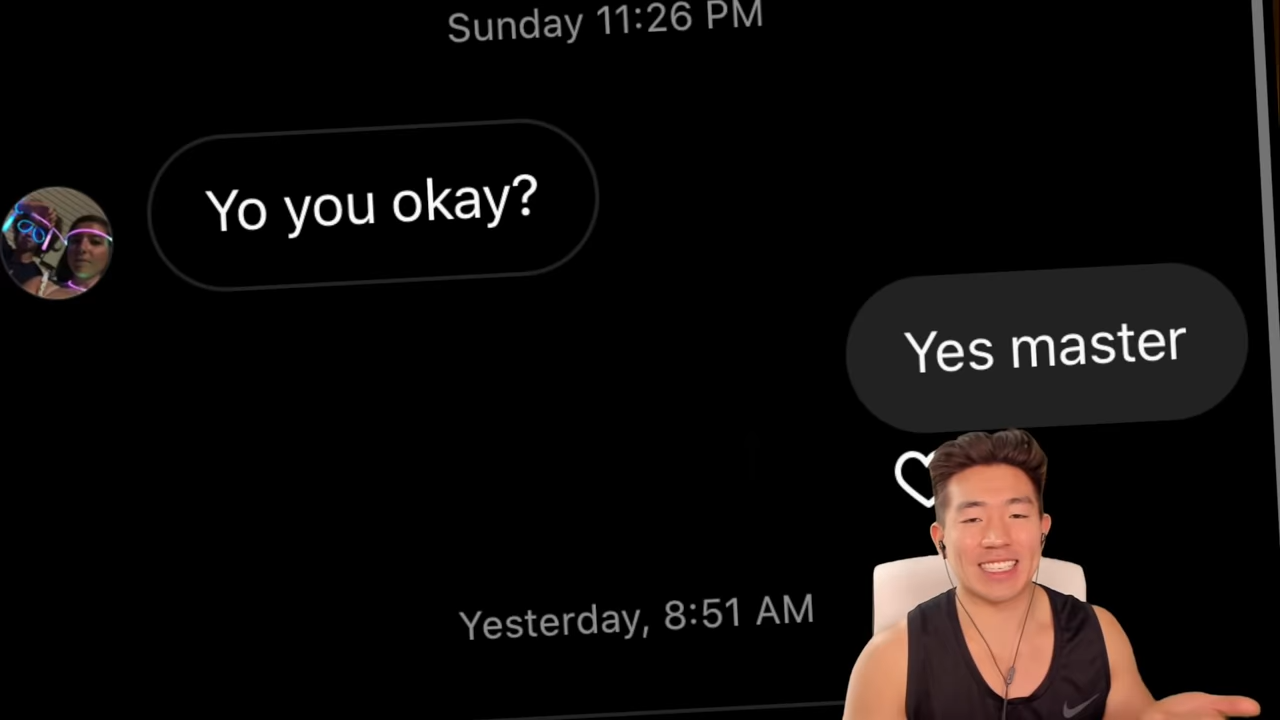 Sunday 11:26 PM
Yo you okay?
Yes master
Yesterday, 8:51 AM